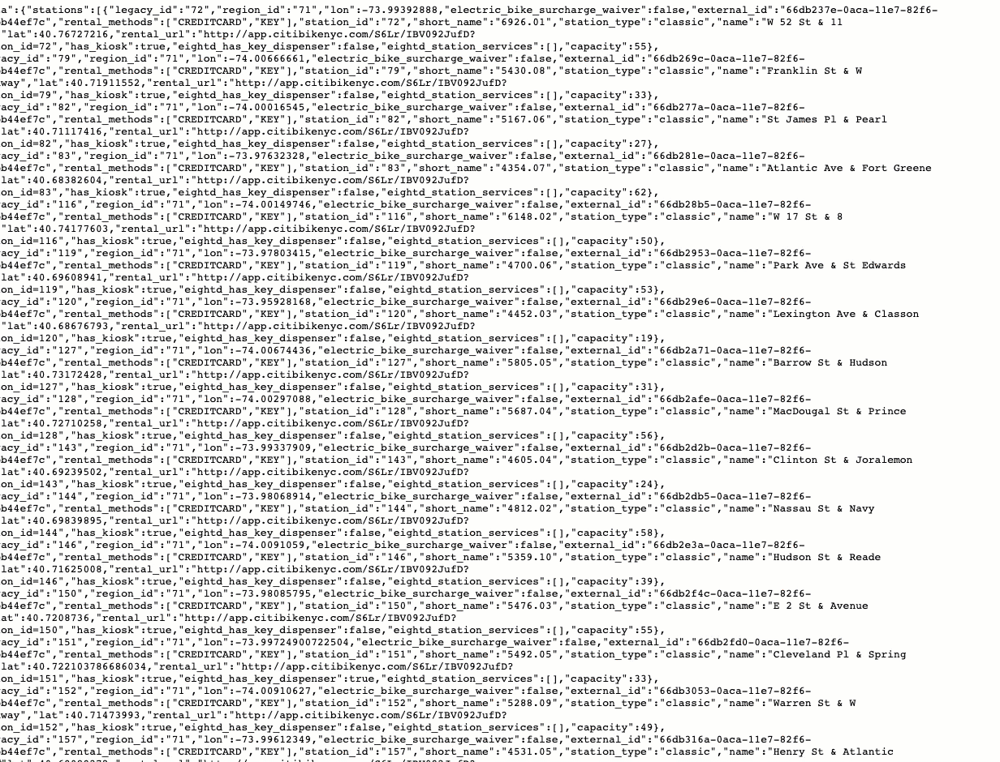 a":{"stations":[{"legacy_id":"72","region_id":"71","lon":-73.99392888,"electric_bike_surcharge_waiver":false,"external_id":"66db237e-0aca-11e7-82f6-
b44ef7c","rental_methods":["CREDITCARD","KEY"],"station_id":"72","short_name":"6926.01","station_type":"classic","name":"W 52 St & 11
"lat":40.76727216,"rental_url":"http://app.citibikenyc.com/S6Lr/IBV092JufD?
on_id=72","has_kiosk":true,"eightd_has_key_dispenser":false,"eightd_station_services":[],"capacity":55},
acy_id":"79","region_id":"71","lon":-74.00666661,"electric_bike_surcharge_waiver":false,"external_id":"66db269c-0aca-11e7-82f6-
b44ef7c","rental_methods":["CREDITCARD","KEY"],"station_id":"79","short_name":"5430.08","station_type":"classic","name":"Franklin St & W
way","lat":40.71911552,"rental_url":"http://app.citibikenyc.com/S6Lr/IBV092JufD?
on_id=79","has_kiosk":true,"eightd_has_key_dispenser":false,"eightd_station_services":[],"capacity":33},
acy_id":"82","region_id":"71","lon":-74.00016545,"electric_bike_surcharge_waiver":false,"external_id":"66db277a-0aca-11e7-82f6-
b44ef7c","rental_methods":["CREDITCARD","KEY"],"station_id":"82","short_name":"5167.06","station_type":"classic","name":"St James Pl & Pearl
lat":40.71117416,"rental_url":"http://app.citibikenyc.com/S6Lr/IBV092JufD?
on_id=82","has_kiosk":true,"eightd_has_key_dispenser":false,"eightd_station_services":[],"capacity":27},
acy_id":"83","region_id":"71","lon":-73.97632328,"electric_bike_surcharge_waiver":false,"external_id":"66db281e-0aca-11e7-82f6-
b44ef7c","rental_methods":["CREDITCARD","KEY"],"station_id":"83","short_name":"4354.07","station_type":"classic","name":"Atlantic Ave & Fort Greene
lat":40.68382604,"rental_url":"http://app.citibikenyc.com/S6Lr/IBV092JufD?
on_id=83","has_kiosk":true,"eightd_has_key_dispenser":false,"eightd_station_services":[],"capacity":62},
acy_id":"116","region_id":"71","lon":-74.00149746,"electric_bike_surcharge_waiver":false,"external_id":"66db28b5-0aca-11e7-82f6-
b44ef7c","rental_methods":["CREDITCARD","KEY"],"station_id":"116","short_name":"6148.02","station_type":"classic","name":"W 17 St & 8
"lat":40.74177603,"rental_url":"http://app.citibikenyc.com/S6Lr/IBV092JufD?
on_id=116","has_kiosk":true,"eightd_has_key_dispenser":false,"eightd_station_services":[],"capacity":50},
acy_id":"119","region_id":"71","lon":-73.97803415,"electric_bike_surcharge_waiver":false,"external_id":"66db2953-0aca-11e7-82f6-
b44ef7c","rental_methods":["CREDITCARD","KEY"],"station_id":"119","short_name":"4700.06","station_type":"classic","name":"Park Ave & St Edwards
lat":40.69608941,"rental_url":"http://app.citibikenyc.com/S6Lr/IBV092JufD?
on_id=119","has_kiosk":true,"eightd_has_key_dispenser":false,"eightd_station_services":[],"capacity":53},
acy_id":"120","region_id":"71","lon":-73.95928168,"electric_bike_surcharge_waiver":false,"external_id":"66db29e6-0aca-11e7-82f6-
b44ef7c","rental_methods":["CREDITCARD","KEY"],"station_id":"120","short_name":"4452.03","station_type":"classic","name":"Lexington Ave & Classon
"lat":40.68676793,"rental_url":"http://app.citibikenyc.com/S6Lr/IBV092JufD?
on_id=120","has_kiosk":true,"eightd_has_key_dispenser":false,"eightd_station_services":[],"capacity":19},
acy_id":"127","region_id":"71","lon":-74.00674436,"electric_bike_surcharge_waiver":false,"external_id":"66db2a71-0aca-11e7-82f6-
b44ef7c","rental_methods":["CREDITCARD","KEY"],"station_id":"127","short_name":"5805.05","station_type":"classic","name":"Barrow St & Hudson
lat":40.73172428,"rental_url":"http://app.citibikenyc.com/S6Lr/IBV092JufD?
on_id=127","has_kiosk":true,"eightd_has_key_dispenser":false,"eightd_station_services":[],"capacity":31},
acy_id":"128","region_id":"71","lon":-74.00297088,"electric_bike_surcharge_waiver":false,"external_id":"66db2afe-0aca-11e7-82f6-
b44ef7c","rental_methods":["CREDITCARD","KEY"],"station_id":"128","short_name":"5687.04","station_type":"classic","name":"MacDougal St & Prince
lat":40.72710258,"rental_url":"http://app.citibikenyc.com/S6Lr/IBV092JufD?
on_id=128","has_kiosk":true,"eightd_has_key_dispenser":false,"eightd_station_services":[],"capacity":56},
acy_id":"143","region_id":"71","lon":-73.99337909,"electric_bike_surcharge_waiver":false,"external_id":"66db2d2b-0aca-11e7-82f6-
b44ef7c","rental_methods":["CREDITCARD","KEY"],"station_id":"143","short_name":"4605.04","station_type":"classic","name":"Clinton St & Joralemon
lat":40.69239502,"rental_url":"http://app.citibikenyc.com/S6Lr/IBV092JufD?
on_id=143","has_kiosk":true,"eightd_has_key_dispenser":false,"eightd_station_services":[],"capacity":24},
acy_id":"144","region_id":"71","lon":-73.98068914,"electric_bike_surcharge_waiver":false,"external_id":"66db2db5-0aca-11e7-82f6-
b44ef7c","rental_methods":["CREDITCARD","KEY"],"station_id":"144","short_name":"4812.02","station_type":"classic","name":"Nassau St & Navy
lat":40.69839895,"rental_url":"http://app.citibikenyc.com/S6Lr/IBV092JufD?
on_id=144","has_kiosk":true,"eightd_has_key_dispenser":false,"eightd_station_services":[],"capacity":58},
acy_id":"146","region_id":"71","lon":-74.0091059,"electric_bike_surcharge_waiver":false,"external_id":"66db2e3a-0aca-11e7-82f6-
b44ef7c","rental_methods":["CREDITCARD","KEY"],"station_id":"146","short_name":"5359.10","station_type":"classic","name":"Hudson St & Reade
lat":40.71625008,"rental_url":"http://app.citibikenyc.com/S6Lr/IBV092JufD?
on_id=146","has_kiosk":true,"eightd_has_key_dispenser":false,"eightd_station_services":[],"capacity":39},
acy_id":"150","region_id":"71","lon":-73.98085795,"electric_bike_surcharge_waiver":false,"external_id":"66db2f4c-0aca-11e7-82f6-
b44ef7c","rental_methods":["CREDITCARD","KEY"],"station_id":"150","short_name":"5476.03","station_type":"classic","name":"E 2 St & Avenue
at":40.7208736,"rental_url":"http://app.citibikenyc.com/S6Lr/IBV092JufD?
on_id=150","has_kiosk":true,"eightd_has_key_dispenser":false,"eightd_station_services":[],"capacity":55},
acy_id":"151","region_id":"71","lon":-73.99724900722504,"electric_bike_surcharge_waiver":false,"external_id":"66db2fd0-0aca-11e7-82f6-
b44ef7c","rental_methods":["CREDITCARD","KEY"],"station_id":"151","short_name":"5492.05","station_type":"classic","name":"Cleveland Pl & Spring
lat":40.722103786686034,"rental_url":"http://app.citibikenyc.com/S6Lr/IBV092JufD?
on_id=151","has_kiosk":true,"eightd_has_key_dispenser":true,"eightd_station_services":[],"capacity":33},
acy_id":"152","region_id":"71","lon":-74.00910627,"electric_bike_surcharge_waiver":false,"external_id":"66db3053-0aca-11e7-82f6-
b44ef7c","rental_methods":["CREDITCARD","KEY"],"station_id":"152","short_name":"5288.09","station_type":"classic","name":"Warren St & W
way","lat":40.71473993,"rental_url":"http://app.citibikenyc.com/S6Lr/IBV092JufD?
on_id=152","has_kiosk":true,"eightd_has_key_dispenser":false,"eightd_station_services":[],"capacity":49},
acy_id":"157","region_id":"71","lon":-73.99612349,"electric_bike_surcharge_waiver":false,"external_id":"66db316a-0aca-11e7-82f6-
b44ef7c","rental_methods":["CREDITCARD","KEY"],"station_id":"157","short_name":"4531.05","station_type":"classic","name":"Henry St & Atlantic